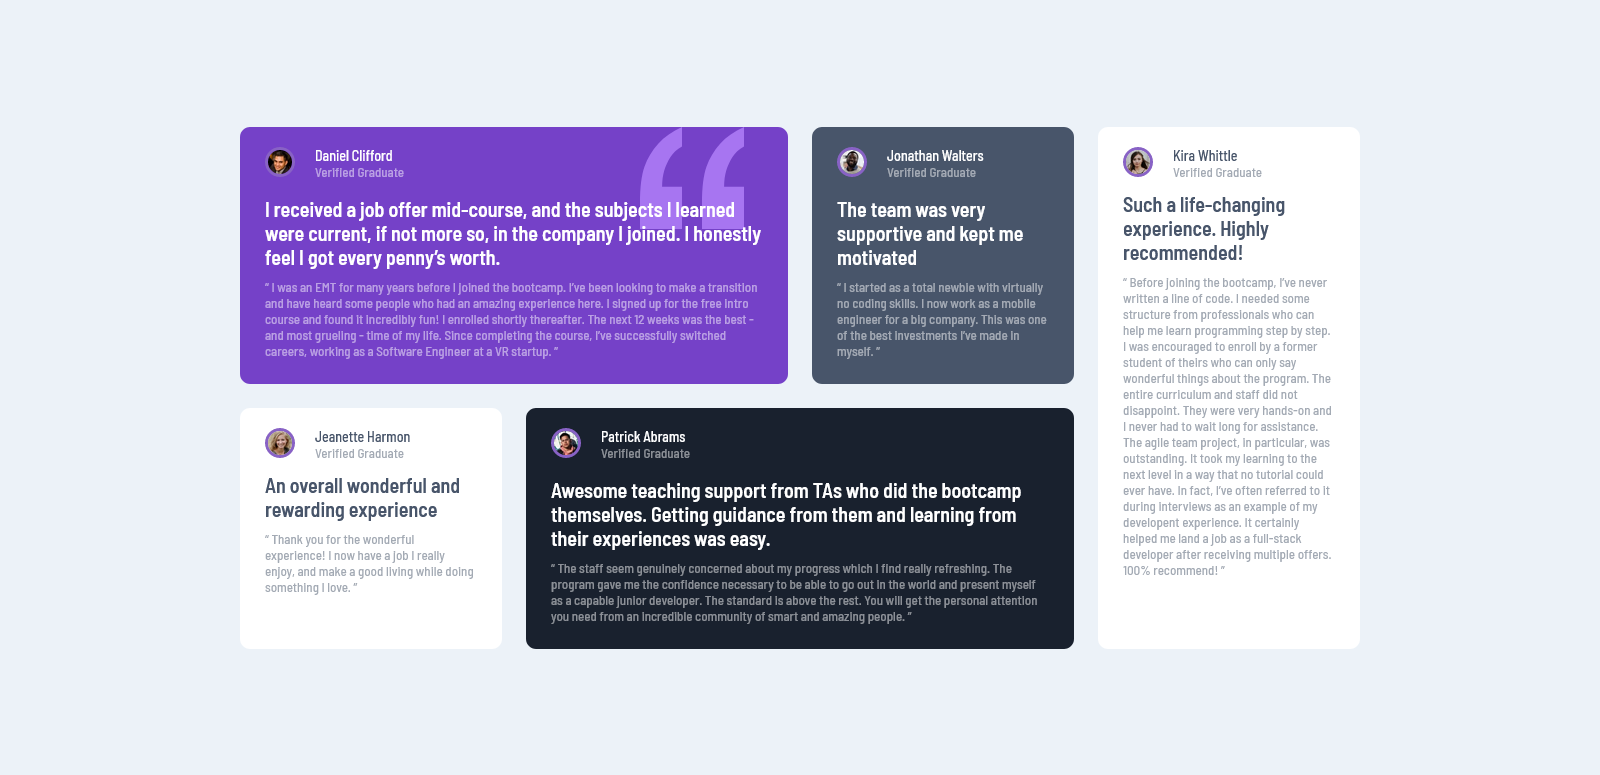 Daniel Clifford
Verified Graduate
I received a job offer mid-course, and the subjects I learned
were current, if not more so, in the company I joined. I honestly
feel I got every penny’s worth.
“ I was an EMT for many years before I joined the bootcamp. I’ve been looking to make a transition
and have heard some people who had an amazing experience here. I signed up for the free intro
course and found it incredibly fun! I enrolled shortly thereafter. The next 12 weeks was the best -
and most grueling - time of my life. Since completing the course, I’ve successfully switched
careers, working as a Software Engineer at a VR startup. ”
Jonathan Walters
Verified Graduate
The team was very
supportive and kept me
motivated
“ I started as a total newbie with virtually
no coding skills. I now work as a mobile
engineer for a big company. This was one
of the best investments I’ve made in
myself. ”
Kira Whittle
Verified Graduate
Such a life-changing
experience. Highly
recommended!
“ Before joining the bootcamp, I’ve never
written a line of code. I needed some
structure from professionals who can
help me learn programming step by step.
I was encouraged to enroll by a former
student of theirs who can only say
wonderful things about the program. The
entire curriculum and staff did not
disappoint. They were very hands-on and
I never had to wait long for assistance.
The agile team project, in particular, was
outstanding. It took my learning to the
next level in a way that no tutorial could
ever have. In fact, I’ve often referred to it
during interviews as an example of my
developent experience. It certainly
helped me land a job as a full-stack
developer after receiving multiple offers.
100% recommend! ”
Jeanette Harmon
Verified Graduate
An overall wonderful and
rewarding experience
“ Thank you for the wonderful
experience! I now have a job I really
enjoy, and make a good living while doing
something I love. ”
Patrick Abrams
Verified Graduate
Awesome teaching support from TAs who did the bootcamp
themselves. Getting guidance from them and learning from
their experiences was easy.
“ The staff seem genuinely concerned about my progress which I find really refreshing. The
program gave me the confidence necessary to be able to go out in the world and present myself
as a capable junior developer. The standard is above the rest. You will get the personal attention
you need from an incredible community of smart and amazing people. ”